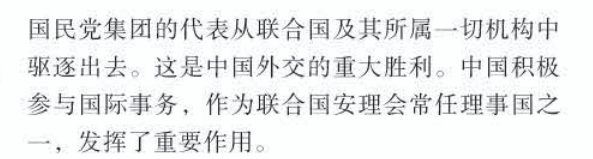 国民党集团的代表从联合国及其所属一切机构中
驱逐出去。这是中国外交的重大胜利。中国积极
参与国际事务，作为联合国安理会常任理事国之
一，发挥了重要作用。